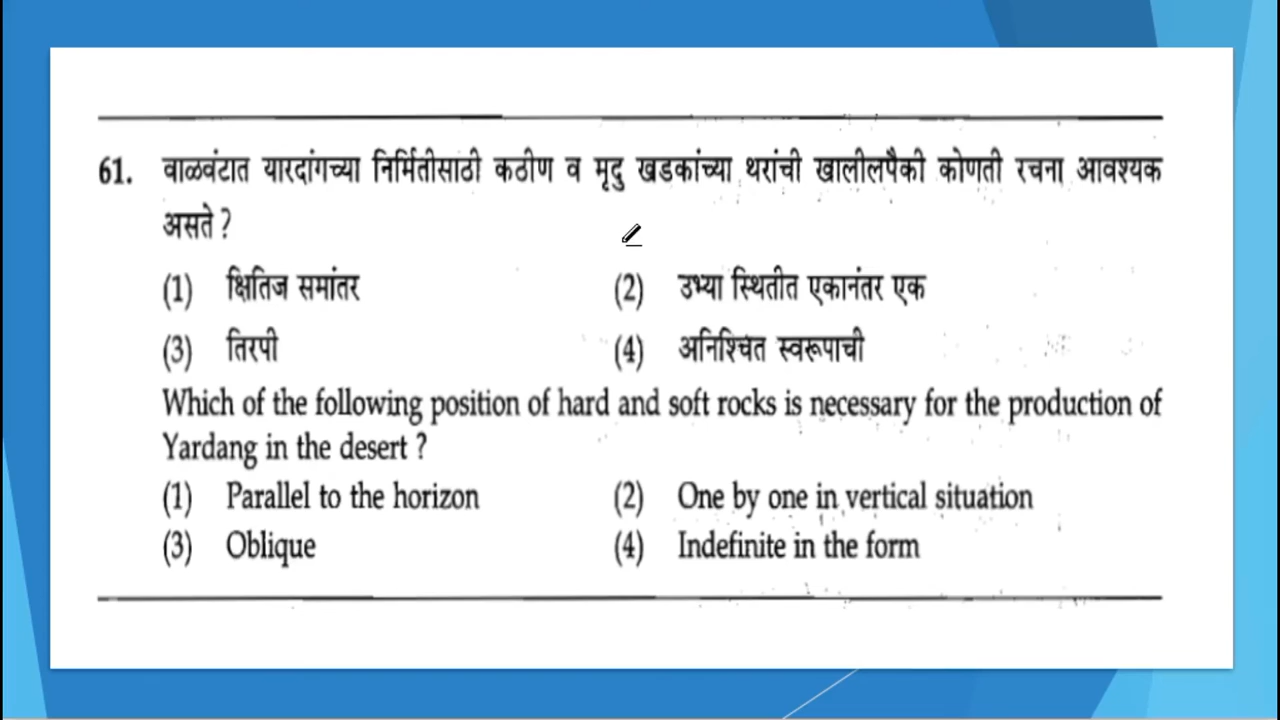 61. वाळवंटात यारदांगच्या निर्मितीसाठी कठीण व मृदु खडकांच्या थरांची खालीलपैकी कोणती रचना आवश्यक
असते ?
(1) क्षितिज समांतर (2) उभ्या स्थितीत एकानंतर एक
(3) तिरपी (4) अनिश्चित स्वरूपाची
Which of the following position of hard and soft rocks is necessary for the production of
Yardang in the desert ?
(1) Parallel to the horizon (2) One by one in vertical situation
(3) Oblique (4) Indefinite in the form